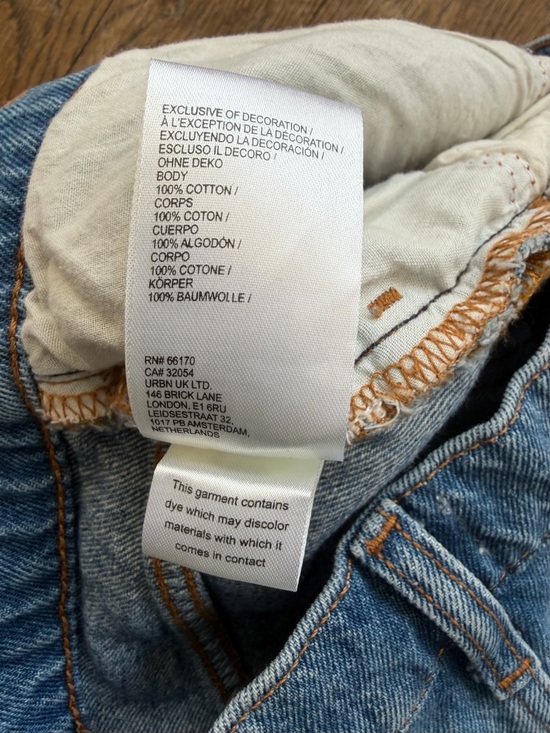 EXCLUSIVE OF DECORATION /
À L'EXCEPTION DE LA DÉCORATION /
EXCLUYENDO LA DECORACIÓN /
ESCLUSO IL DECORO /
OHNE DEKO
BODY
100% COTTON /
CORPS
100% COTON /
CUERPO
100% ALGODÓN /
CORPO
100% COTONE /
KÖRPER
100% BAUMWOLLE /
RN# 66170
CA# 32054
URBN UK LTD.
146 BRICK LANE
LONDON, E1 6RU
LEIDSESTRAAT 32,
1017 PB AMSTERDAM,
NETHERLANDS
This garment contains
dye which may discolor
materials with which it
comes in contact